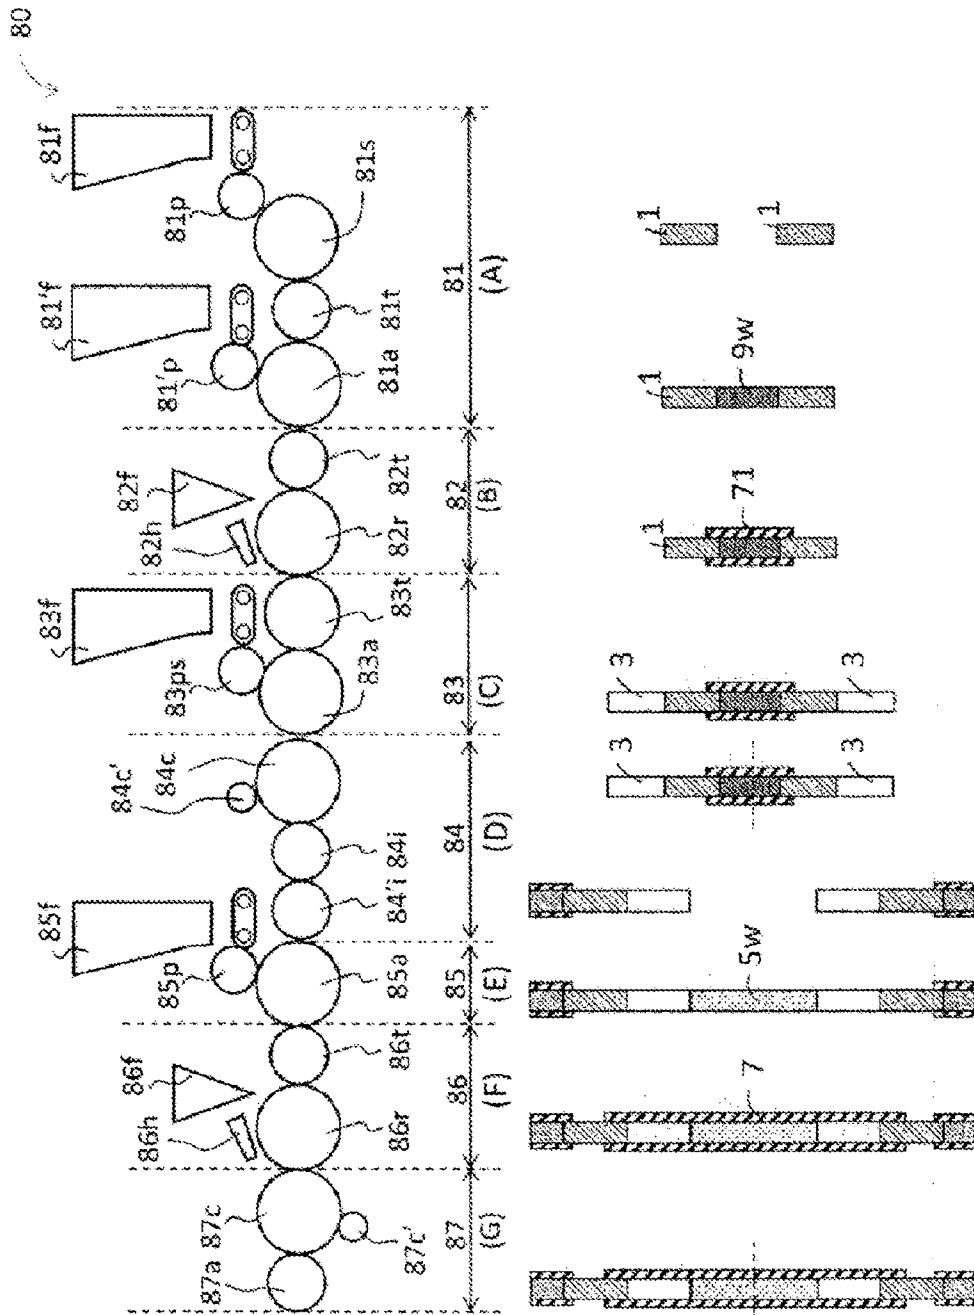 80
81f
81p
81s
81'f
81'p
81t
81a
81
(A)
82f
82h
82t
82r
82
(B)
83f
83ps
83t
83a
83
(C)
84c'
84c
84i
84'i
84
(D)
85f
85p
85a
85
(E)
86f
86h
86t
86r
86
(F)
87a
87c
87c'
87
(G)
1
1
1
9w
1
71
3
3
3
3
5w
7
7